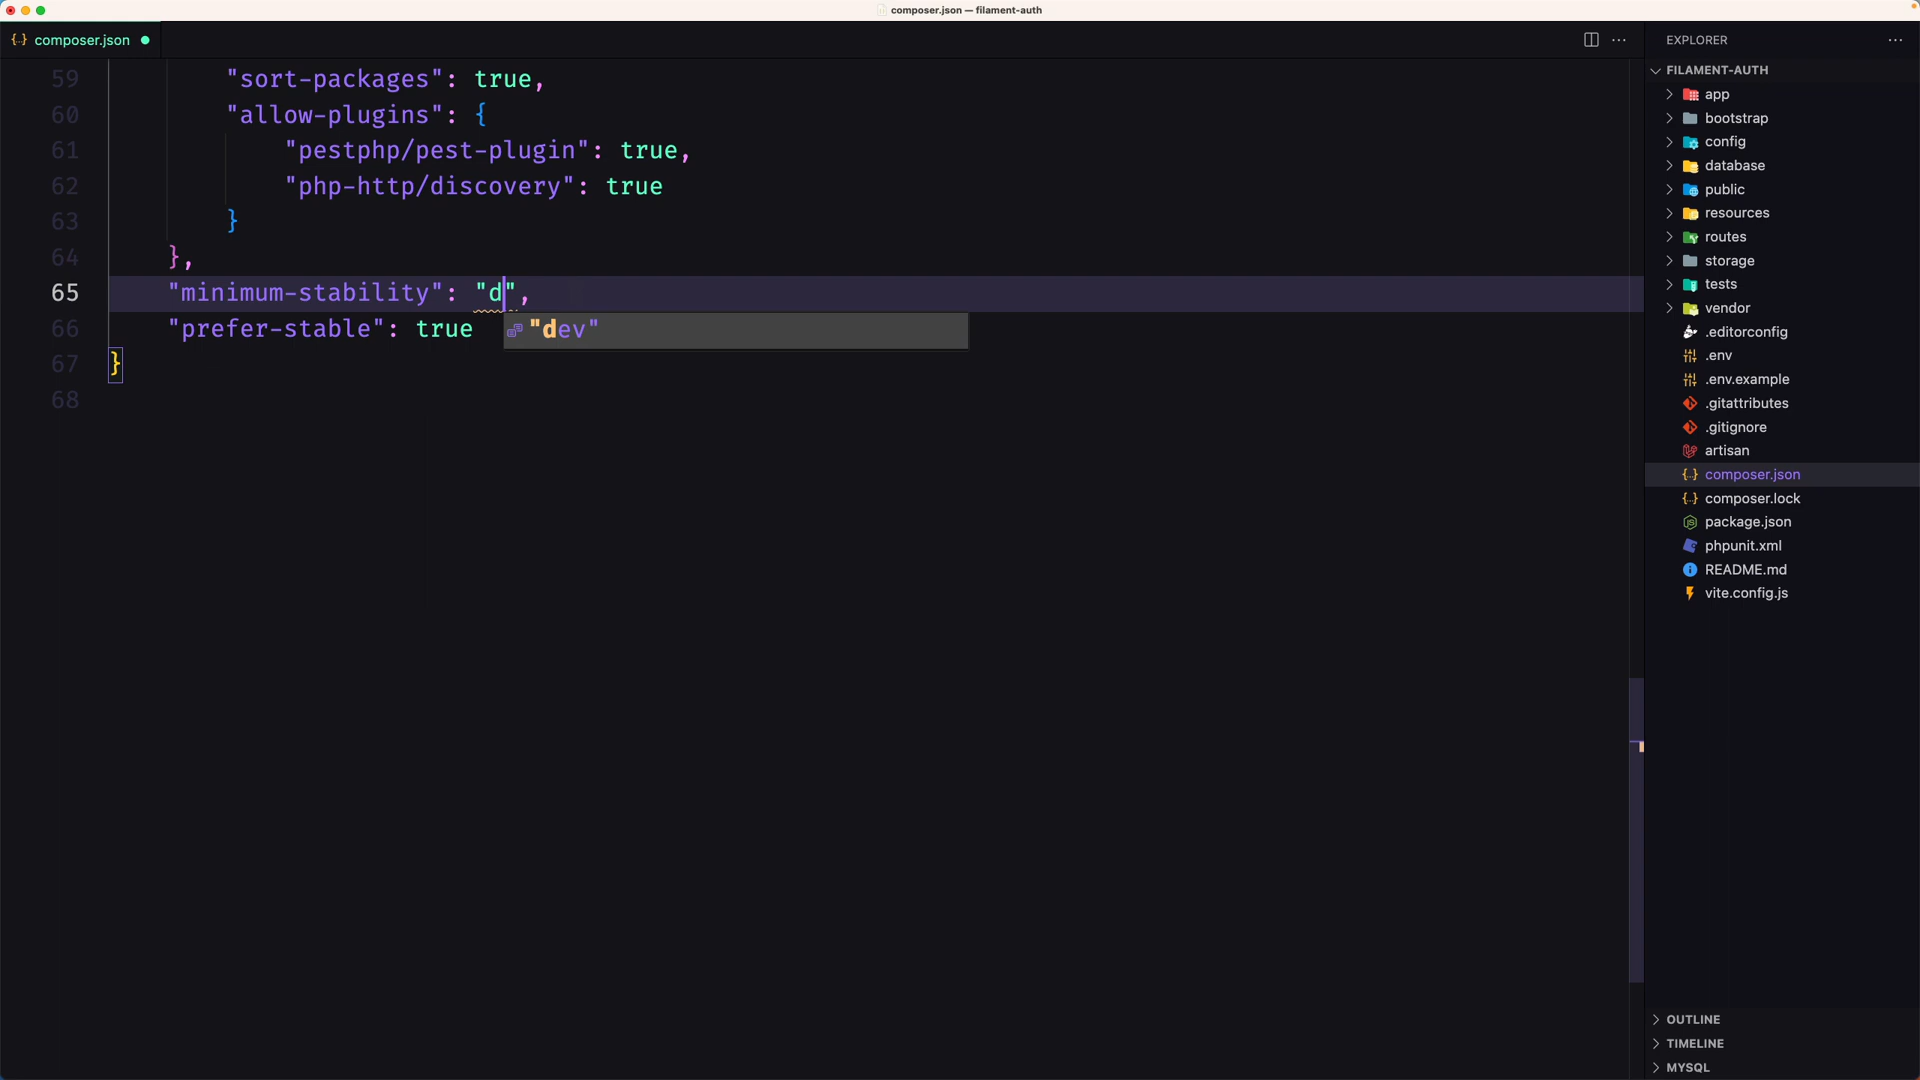 composer.json — filament-auth
composer.json
EXPLORER
59 "sort-packages": true,
60 "allow-plugins": {
61 "pestphp/pest-plugin": true,
62 "php-http/discovery": true
63 }
64 },
65 "minimum-stability": "d",
66 "prefer-stable": true
"dev"
67 }
68
FILAMENT-AUTH
app
bootstrap
config
database
public
resources
routes
storage
tests
vendor
.editorconfig
.env
.env.example
.gitattributes
.gitignore
artisan
composer.json
composer.lock
package.json
phpunit.xml
README.md
vite.config.js
OUTLINE
TIMELINE
MYSQL